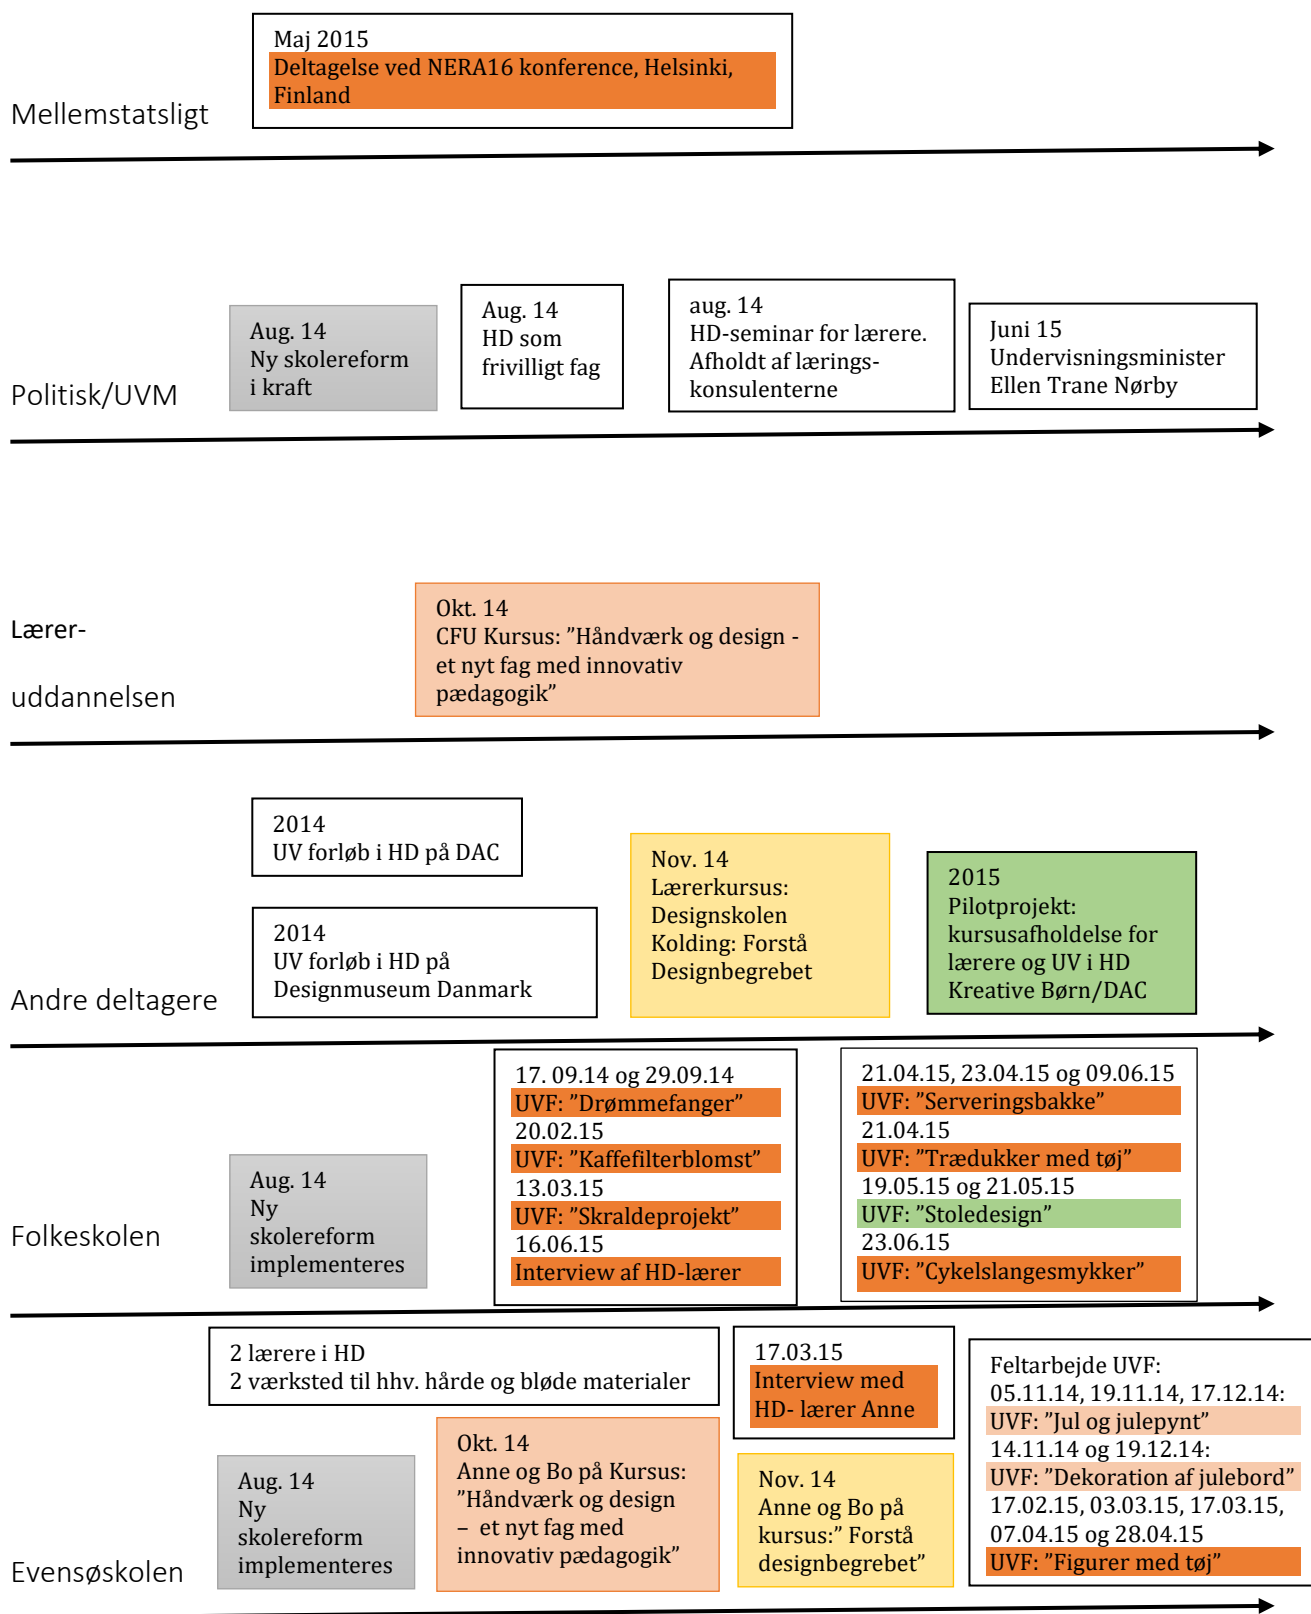 Maj 2015
Deltagelse ved NERA16 konference, Helsinki,
Finland
Mellemstatsligt
Aug. 14
Ny skolereform
i kraft
Aug. 14
HD som
frivilligt fag
aug. 14
HD-seminar for lærere.
Afholdt af lærings-
konsulenterne
Juni 15
Undervisningsminister
Ellen Trane Nørby
Politisk/UVM
Okt. 14
CFU Kursus: ”Håndværk og design -
et nyt fag med innovativ
pædagogik”
Lærer-
uddannelsen
2014
UV forløb i HD på DAC
2014
UV forløb i HD på
Designmuseum Danmark
Nov. 14
Lærerkursus:
Designskolen
Kolding: Forstå
Designbegrebet
2015
Pilotprojekt:
kursusafholdelse for
lærere og UV i HD
Kreative Børn/DAC
Andre deltagere
Aug. 14
Ny
skolereform
implementeres
17. 09.14 og 29.09.14
UVF: ”Drømmefanger”
20.02.15
UVF: ”Kaffefilterblomst”
13.03.15
UVF: ”Skraldeprojekt”
16.06.15
Interview af HD-lærer
21.04.15, 23.04.15 og 09.06.15
UVF: ”Serveringsbakke”
21.04.15
UVF: ”Trædukker med tøj”
19.05.15 og 21.05.15
UVF: ”Stoledesign”
23.06.15
UVF: ”Cykelslangesmykker”
Folkeskolen
2 lærere i HD
2 værksted til hhv. hårde og bløde materialer
17.03.15
Interview med
HD- lærer Anne
Feltarbejde UVF:
05.11.14, 19.11.14, 17.12.14:
UVF: ”Jul og julepynt”
14.11.14 og 19.12.14:
UVF: ”Dekoration af julebord”
17.02.15, 03.03.15, 17.03.15,
07.04.15 og 28.04.15
UVF: ”Figurer med tøj”
Aug. 14
Ny
skolereform
implementeres
Okt. 14
Anne og Bo på Kursus:
”Håndværk og design
– et nyt fag med
innovativ pædagogik”
Nov. 14
Anne og Bo på
kursus:” Forstå
designbegrebet”
Evensøskolen